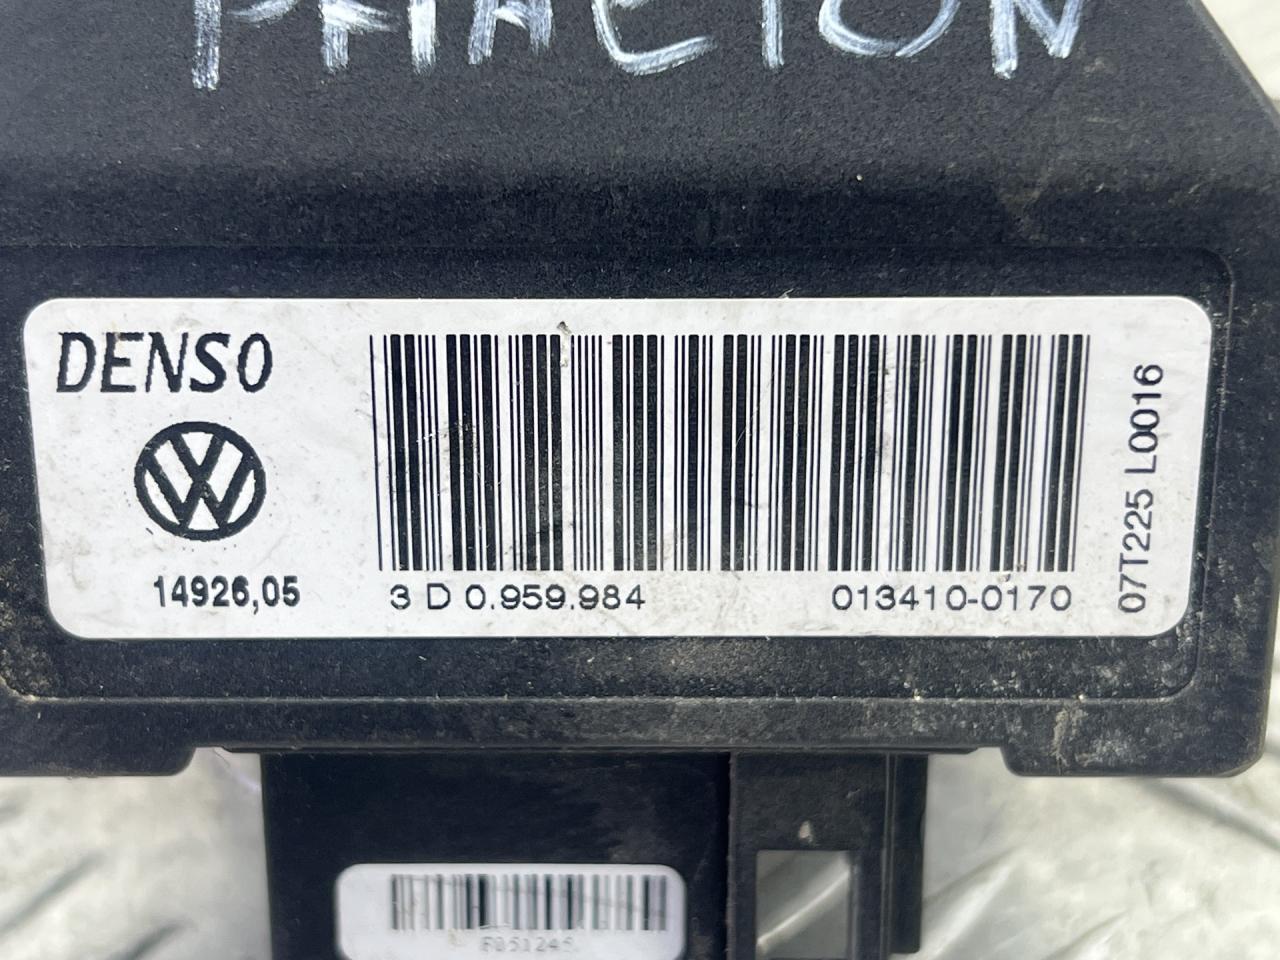 PHAETON
DENSO
14926,05
3 D 0.959.984
013410-0170
07T225 L0016